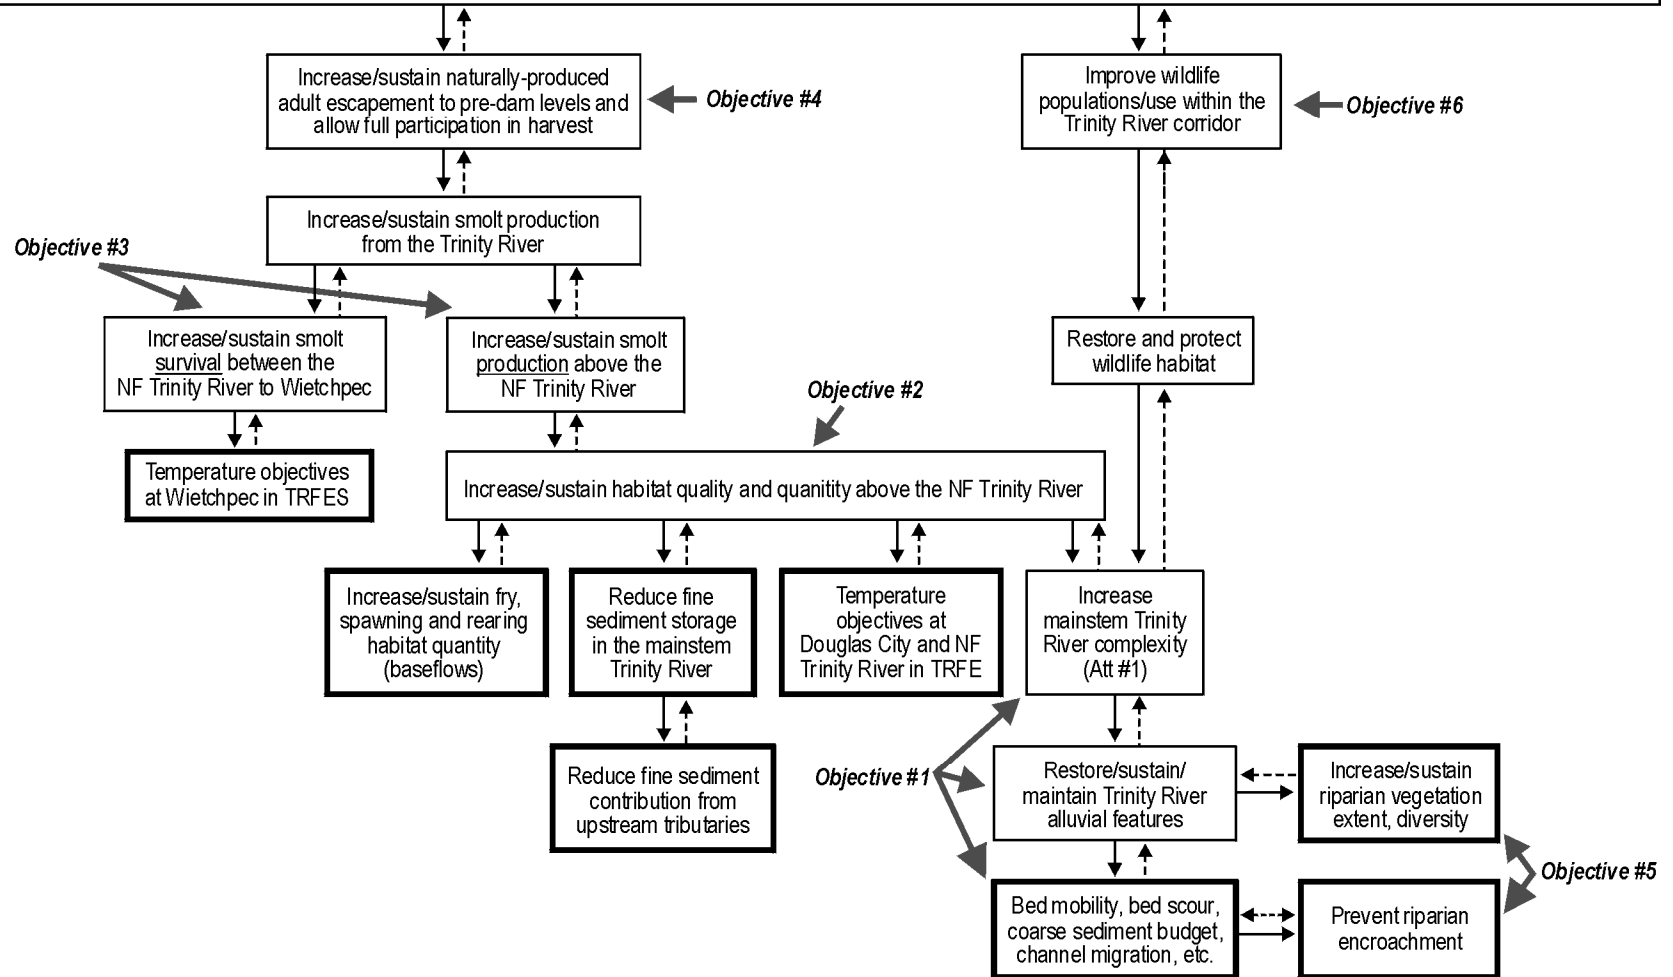 Increase/sustain naturally-produced
adult escapement to pre-dam levels and
allow full participation in harvest
Objective #4
Improve wildlife
populations/use within the
Trinity River corridor
Objective #6
Increase/sustain smolt production
from the Trinity River
Objective #3
Increase/sustain smolt
survival between the
NF Trinity River to Wietchpec
Increase/sustain smolt
production above the
NF Trinity River
Restore and protect
wildlife habitat
Objective #2
Temperature objectives
at Wietchpec in TRFES
Increase/sustain habitat quality and quanitity above the NF Trinity River
Increase/sustain fry,
spawning and rearing
habitat quantity
(baseflows)
Reduce fine
sediment storage
in the mainstem
Trinity River
Temperature
objectives at
Douglas City and NF
Trinity River in TRFE
Increase
mainstem Trinity
River complexity
(Att #1)
Reduce fine sediment
contribution from
upstream tributaries
Objective #1
Restore/sustain/
maintain Trinity River
alluvial features
Increase/sustain
riparian vegetation
extent, diversity
Objective #5
Bed mobility, bed scour,
coarse sediment budget,
channel migration, etc.
Prevent riparian
encroachment